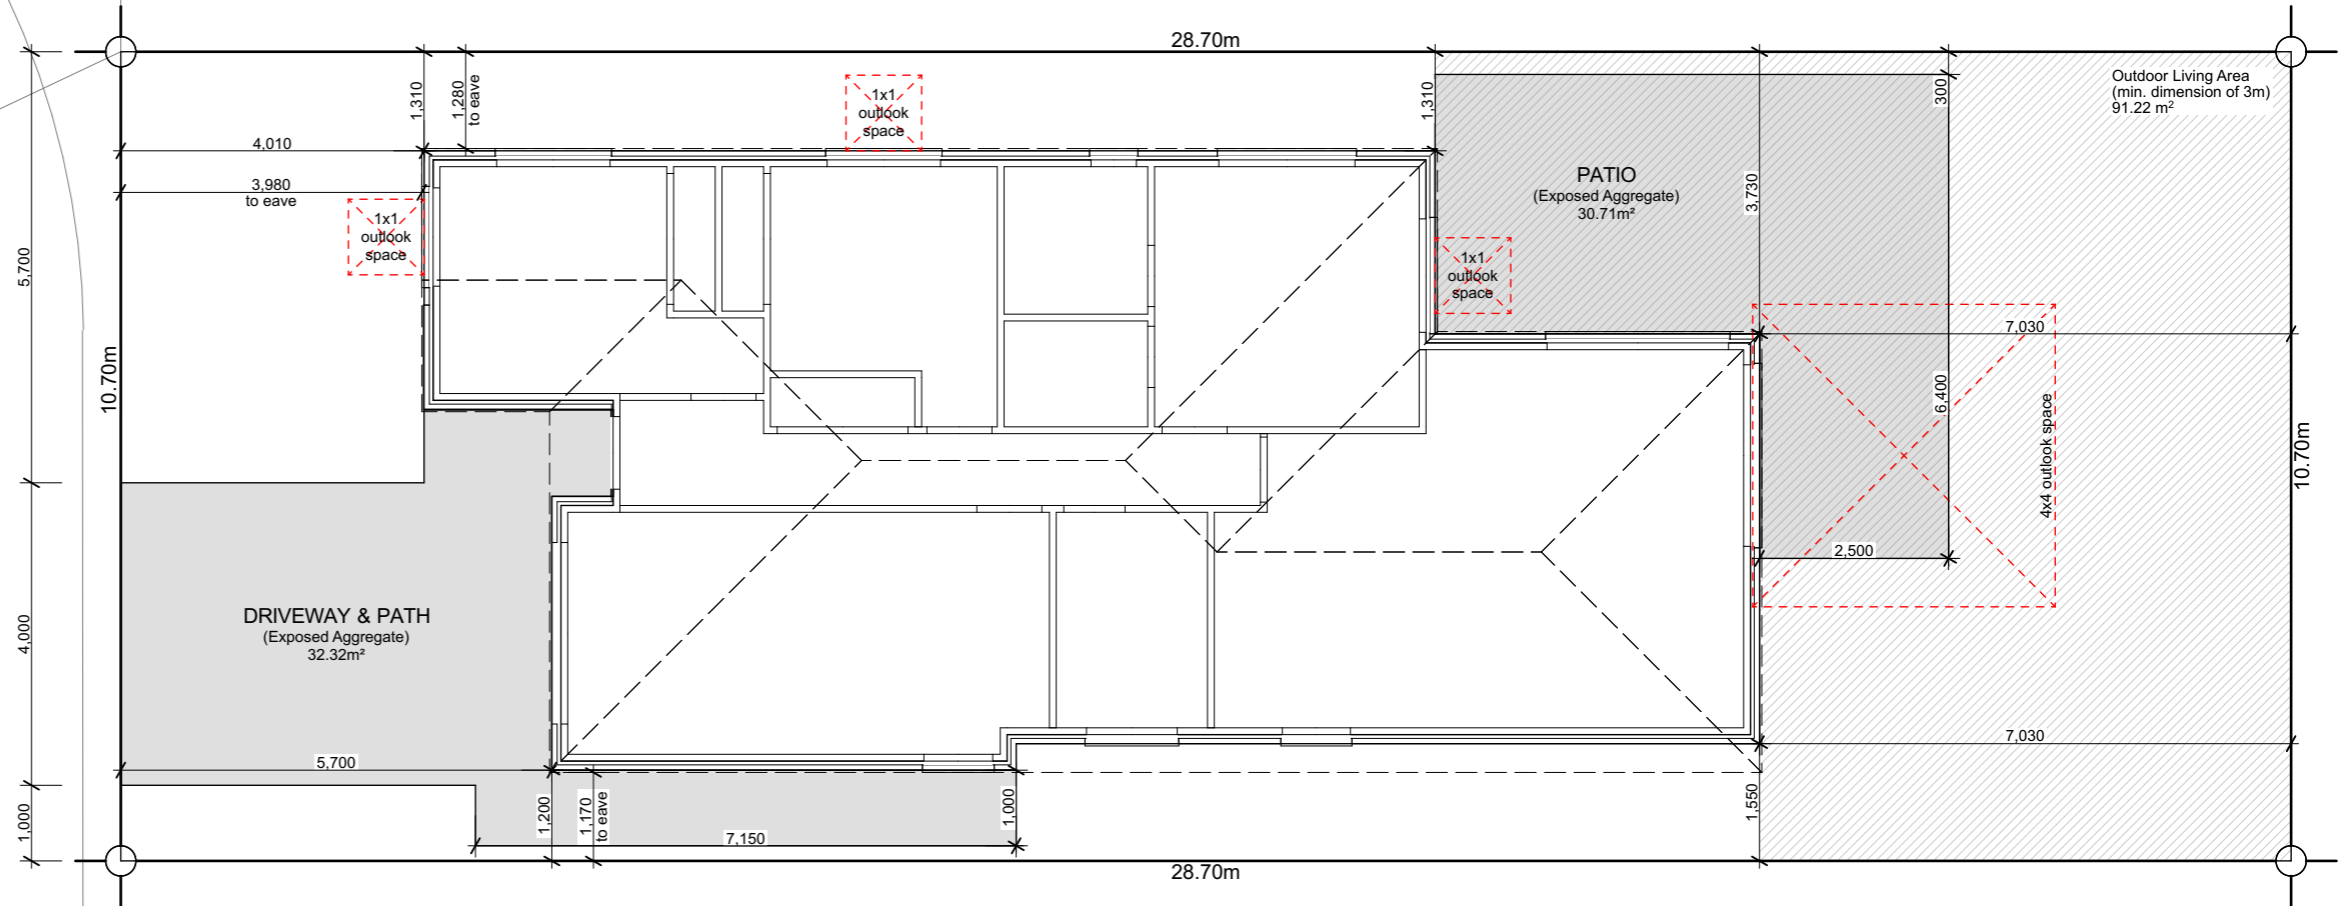 28.70m
1,310
1,280
to eave
1x1
outlook
space
1,310
300
Outdoor Living Area
(min. dimension of 3m)
91.22 m²
4,010
3,980
to eave
1x1
outlook
space
PATIO
(Exposed Aggregate)
30.71m²
3,730
1x1
outlook
space
5,700
7,030
10.70m
6,400
4x4 outlook space
10.70m
2,500
DRIVEWAY & PATH
(Exposed Aggregate)
32.32m²
4,000
5,700
7,030
1,000
1,200
1,170
to eave
7,150
1,000
1,550
28.70m